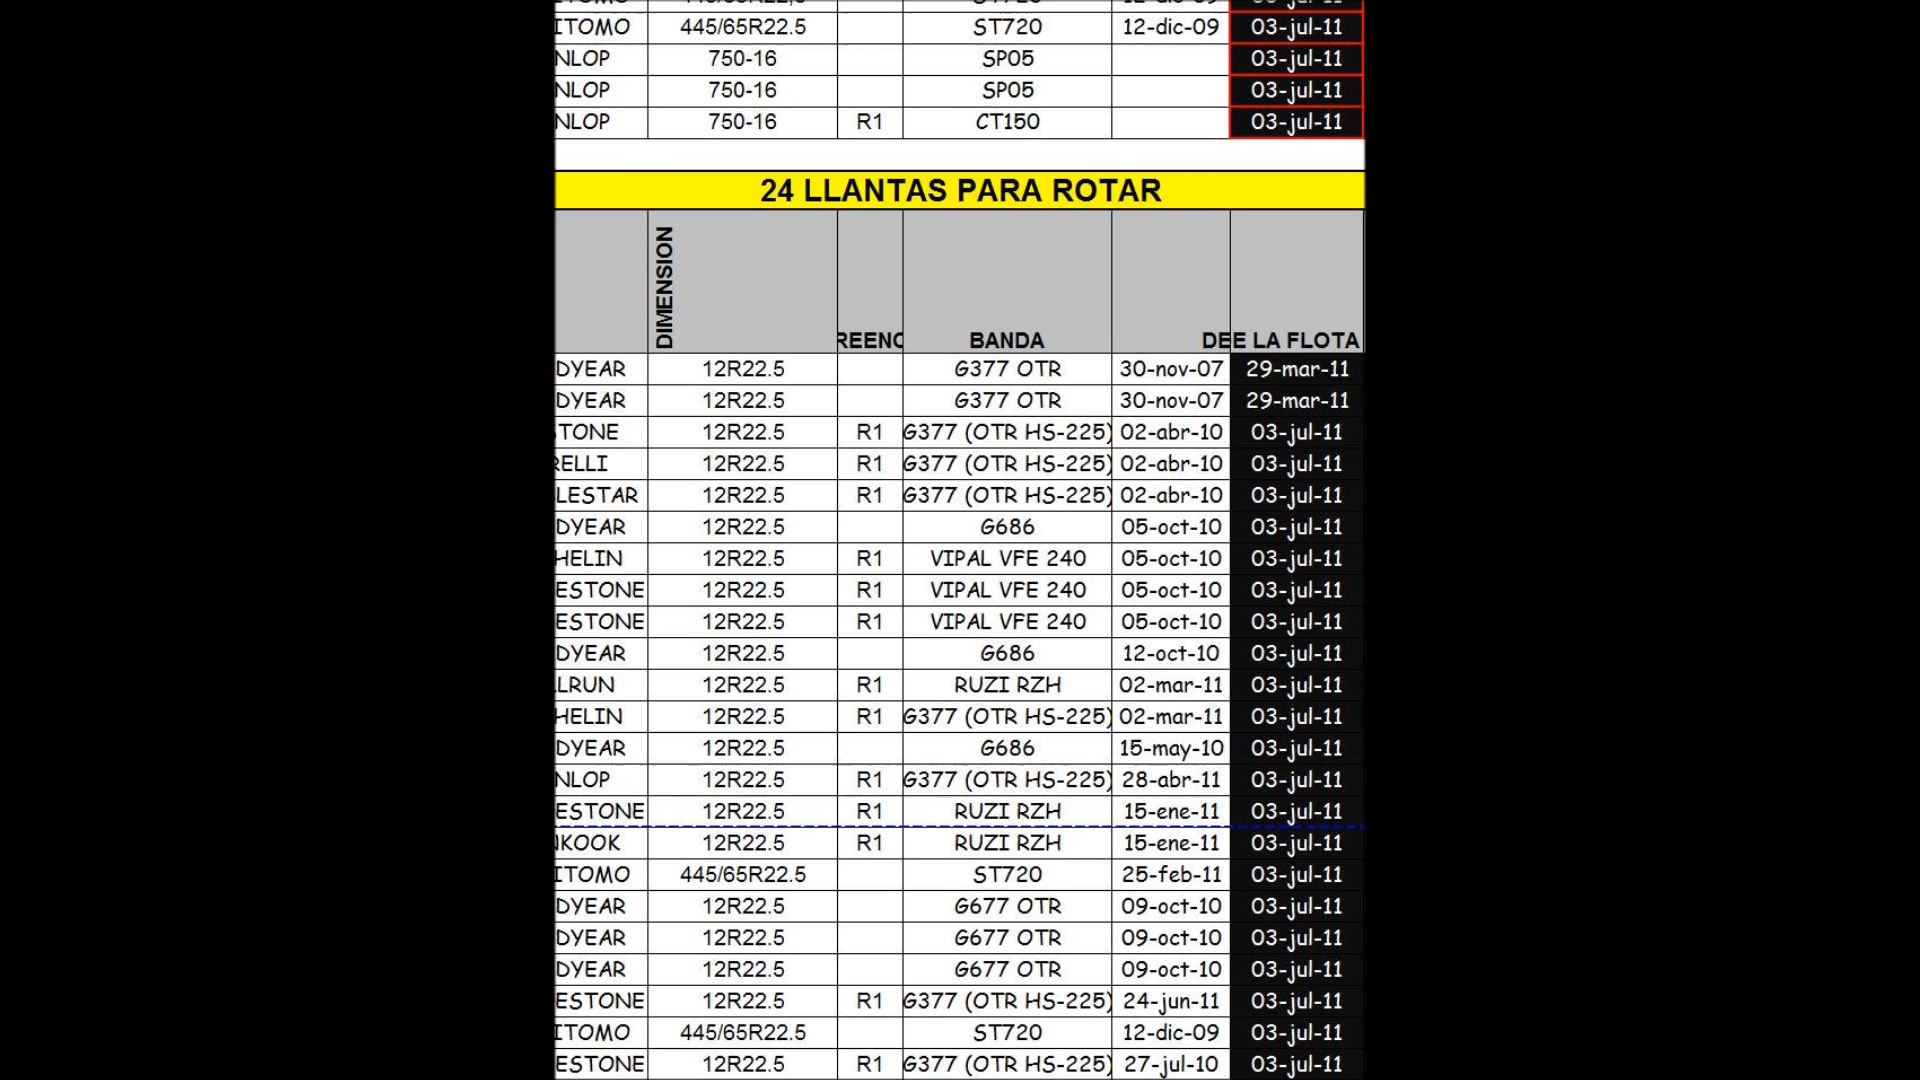 ITOMO 445/65R22.5 ST720 12-dic-09 03-jul-11
NLOP 750-16 SP05 03-jul-11
NLOP 750-16 SP05 03-jul-11
NLOP 750-16 R1 CT150 03-jul-11
24 LLANTAS PARA ROTAR
DIMENSION REENC BANDA DE E LA FLOTA
DYEAR 12R22.5 G377 OTR 30-nov-07 29-mar-11
DYEAR 12R22.5 G377 OTR 30-nov-07 29-mar-11
STONE 12R22.5 R1 G377 (OTR HS-225) 02-abr-10 03-jul-11
RELLI 12R22.5 R1 G377 (OTR HS-225) 02-abr-10 03-jul-11
LESTAR 12R22.5 R1 G377 (OTR HS-225) 02-abr-10 03-jul-11
DYEAR 12R22.5 G686 05-oct-10 03-jul-11
HELIN 12R22.5 R1 VIPAL VFE 240 05-oct-10 03-jul-11
ESTONE 12R22.5 R1 VIPAL VFE 240 05-oct-10 03-jul-11
ESTONE 12R22.5 R1 VIPAL VFE 240 05-oct-10 03-jul-11
DYEAR 12R22.5 G686 12-oct-10 03-jul-11
LRUN 12R22.5 R1 RUZI RZH 02-mar-11 03-jul-11
HELIN 12R22.5 R1 G377 (OTR HS-225) 02-mar-11 03-jul-11
DYEAR 12R22.5 G686 15-may-10 03-jul-11
NLOP 12R22.5 R1 G377 (OTR HS-225) 28-abr-11 03-jul-11
ESTONE 12R22.5 R1 RUZI RZH 15-ene-11 03-jul-11
NKOOK 12R22.5 R1 RUZI RZH 15-ene-11 03-jul-11
ITOMO 445/65R22.5 ST720 25-feb-11 03-jul-11
DYEAR 12R22.5 G677 OTR 09-oct-10 03-jul-11
DYEAR 12R22.5 G677 OTR 09-oct-10 03-jul-11
DYEAR 12R22.5 G677 OTR 09-oct-10 03-jul-11
ESTONE 12R22.5 R1 G377 (OTR HS-225) 24-jun-11 03-jul-11
ITOMO 445/65R22.5 ST720 12-dic-09 03-jul-11
ESTONE 12R22.5 R1 G377 (OTR HS-225) 27-jul-10 03-jul-11